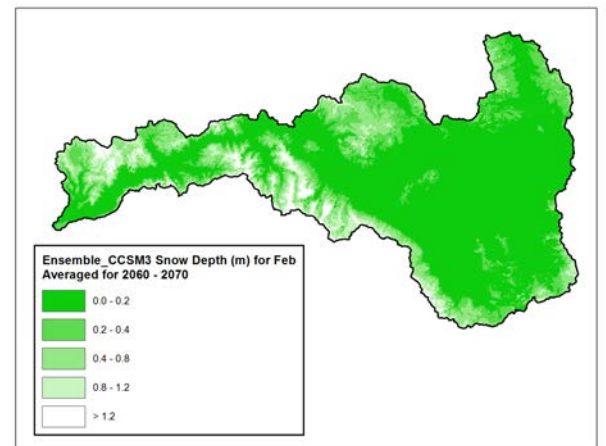 Ensemble_CCSM3 Snow Depth (m) for Feb
Averaged for 2060 - 2070
0.0 - 0.2
0.2 - 0.4
0.4 - 0.8
0.8 - 1.2
> 1.2